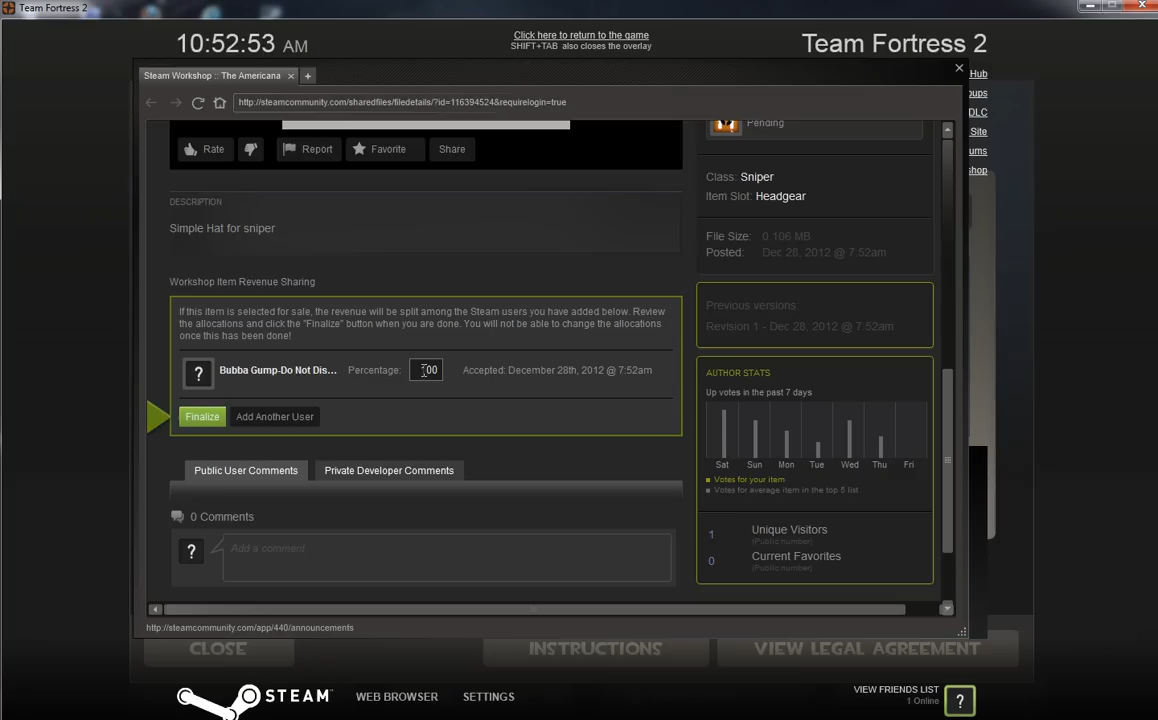 Team Fortress 2
10:52:53 AM
Click here to return to the game
SHIFT+TAB also closes the overlay
Team Fortress 2
Steam Workshop :: The Americana
Hub
http://steamcommunity.com/sharedfiles/filedetails/?id=116394524&requirelogin=true
DLC
Site
Pending
Rate
Report
Favorite
Share
Class: Sniper
Item Slot: Headgear
DESCRIPTION
Simple Hat for sniper
File Size: 0.106 MB
Posted: Dec 28, 2012 @ 7:52am
Workshop Item Revenue Sharing
If this item is selected for sale, the revenue will be split among the Steam users you have added below. Review
the allocations and click the "Finalize" button when you are done. You will not be able to change the allocations
once this has been done!
Previous versions
Revision 1 - Dec 28, 2012 @ 7:52am
Bubba Gump-Do Not Dis... Percentage: 00 Accepted: December 28th, 2012 @ 7:52am
Finalize Add Another User
AUTHOR STATS
Up votes in the past 7 days
Sat Sun Mon Tue Wed Thu Fri
Votes for your item
Votes for average item in the top 5 list
Public User Comments Private Developer Comments
0 Comments
Add a comment
1 Unique Visitors
(Public number)
0 Current Favorites
(Public number)
http://steamcommunity.com/app/440/announcements
CLOSE INSTRUCTIONS VIEW LEGAL AGREEMENT
STEAM WEB BROWSER SETTINGS
VIEW FRIENDS LIST
1 Online